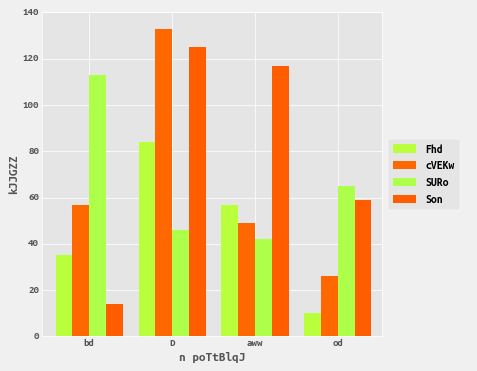 140
120
100
80
60
40
20
0
kJJGZZ
bd D aww od
n poTtBlqJ
Fhd
cVEKw
SURo
Son